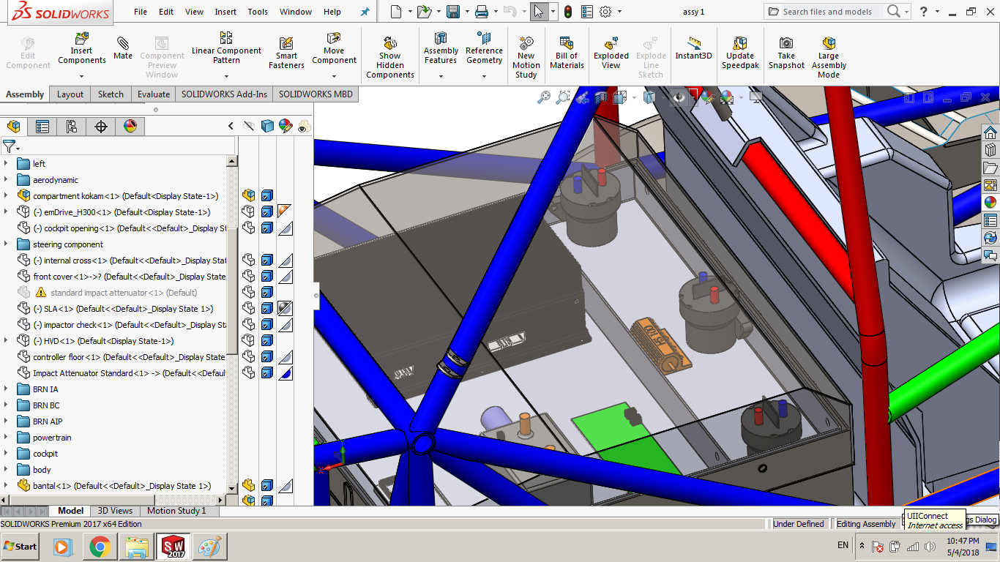 SOLIDWORKS File Edit View Insert Tools Window Help assy 1 Search files and models ?
Edit Component
Insert Components
Mate
Component Preview Window
Linear Component Pattern
Smart Fasteners
Move Component
Show Hidden Components
Assembly Features
Reference Geometry
New Motion Study
Bill of Materials
Exploded View
Explode Line Sketch
Instant3D
Update Speedpak
Take Snapshot
Large Assembly Mode
Assembly Layout Sketch Evaluate SOLIDWORKS Add-Ins SOLIDWORKS MBD
left
aerodynamic
compartment kokam<1> (Default<Display State-1>)
(-) emDrive_H300<1> (Default<Display State-1>)
(-) cockpit opening<1> (Default<<Default>_Display St
steering component
(-) internal cross<1> (Default<<Default>_Display Stat
front cover<1>->? (Default<<Default>_Display State
standard impact attenuator<1> (Default)
(-) SLA<1> (Default<<Default>_Display State 1>)
(-) impactor check<1> (Default<<Default>_Display St
(-) HVD<1> (Default<Display State-1>)
controller floor<1> (Default<<Default>_Display State
Impact Attenuator Standard<1> -> (Default<<Defaul
BRN IA
BRN BC
BRN AIP
powertrain
cockpit
body
bantal<1> (Default<<Default>_Display State 1>)
X
Model 3D Views Motion Study 1
SOLIDWORKS Premium 2017 x64 Edition Under Defined Editing Assembly gs Dialog
UIIConnect
Internet access
Start SW 2017 EN 10:47 PM
5/4/2018